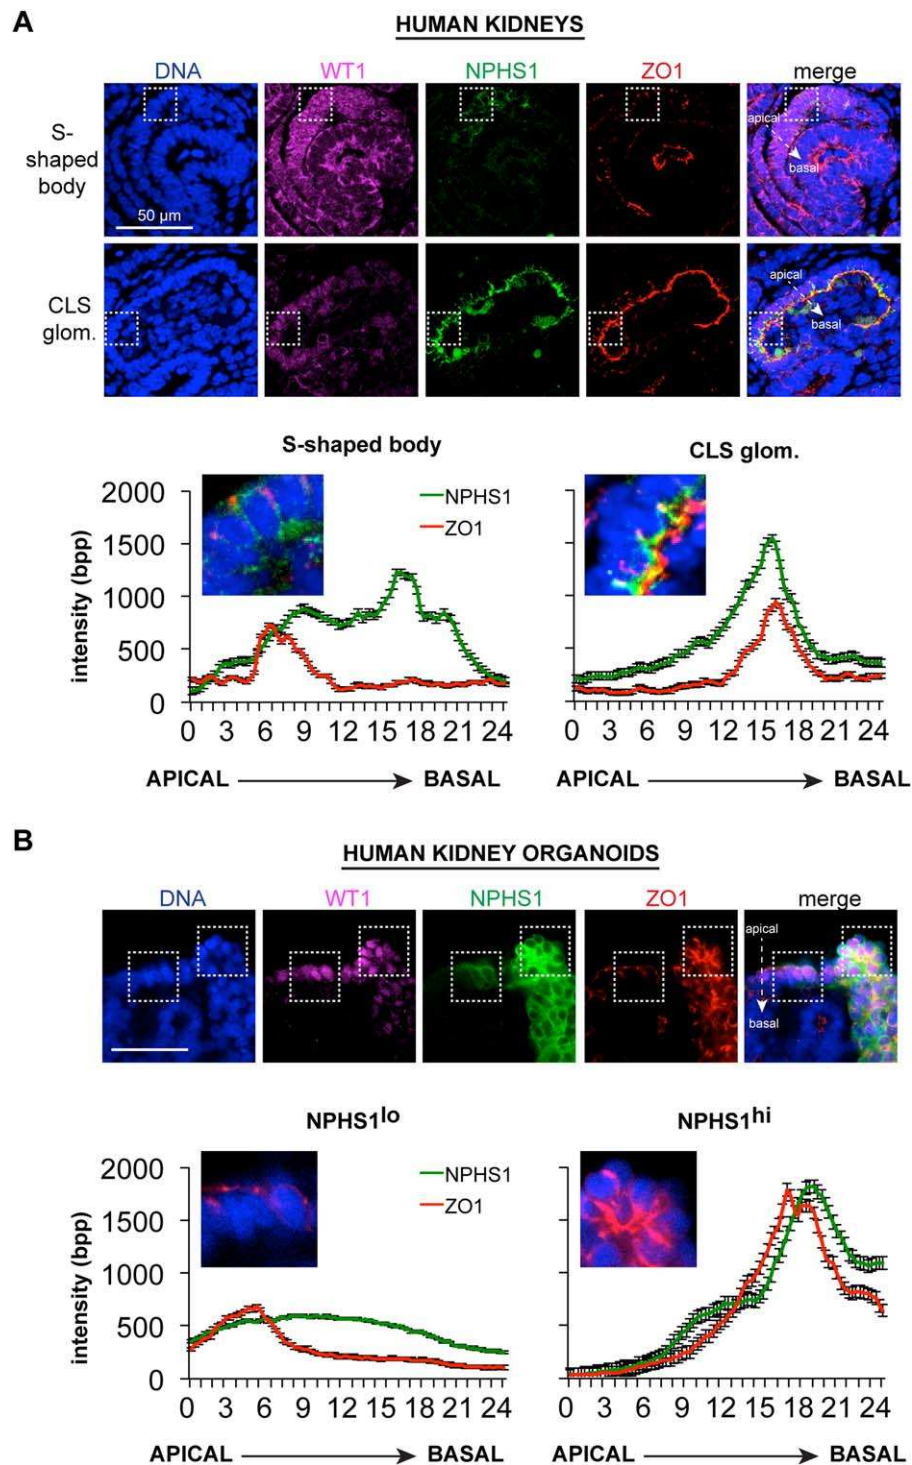 A
HUMAN KIDNEYS
DNA WT1 NPHS1 ZO1 merge
S-shaped body
apical
basal
50 µm
CLS glom.
apical
basal
S-shaped body
CLS glom.
intensity (bpp)
2000
1500
1000
500
0
NPHS1
ZO1
0 3 6 9 12 15 18 21 24
0 3 6 9 12 15 18 21 24
APICAL BASAL APICAL BASAL
B
HUMAN KIDNEY ORGANOIDS
DNA WT1 NPHS1 ZO1 merge
apical
basal
NPHS1lo
NPHS1hi
intensity (bpp)
2000
1500
1000
500
0
NPHS1
ZO1
0 3 6 9 12 15 18 21 24
0 3 6 9 12 15 18 21 24
APICAL BASAL APICAL BASAL